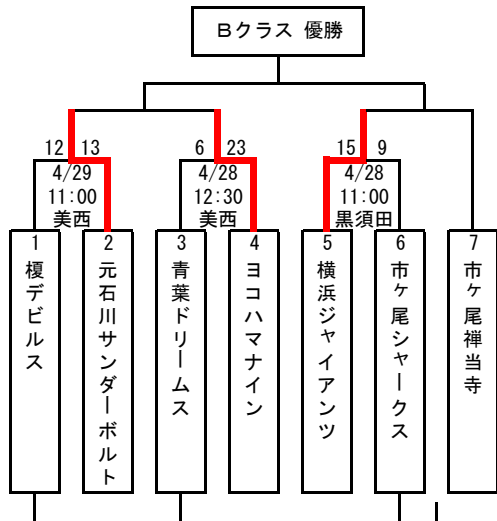 Bクラス 優勝
12 13
4/29
11:00
美西
6 23
4/28
12:30
美西
15 9
4/28
11:00
黒須田
1
榎デビルス
2
元石川サンダーボルト
3
青葉ドリームス
4
ヨコハマナイン
5
横浜ジャイアンツ
6
市ヶ尾シャークス
7
市ヶ尾禅当寺